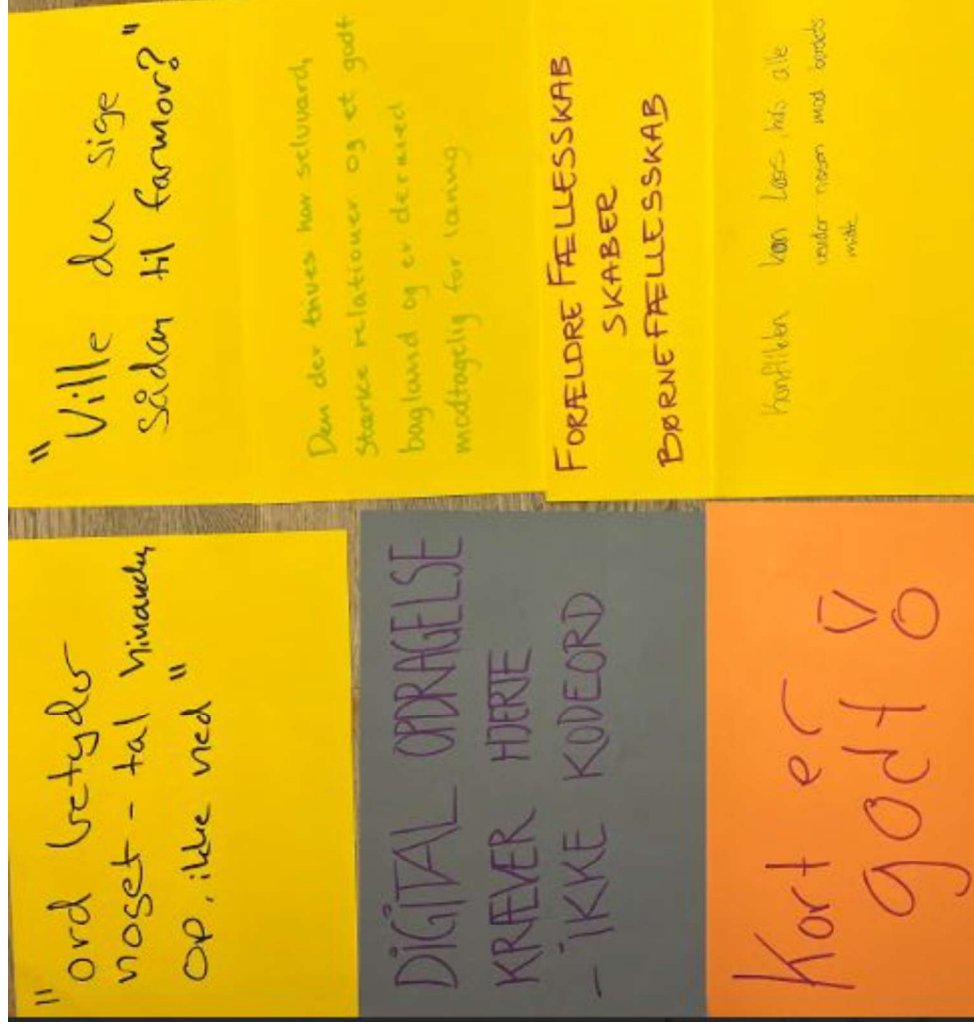 "Ville du sige
sådan til farmor?"
Den der trives har selvværd,
stærke relationer og et godt
bagland og er dermed
modtagelig for læring
FORÆLDRE FÆLLESSKAB
SKABER
BØRNEFÆLLESSKAB
Konflikten kan løses, hvis alle
leder næsen mod bordets
midte
"ord betyder
noget - tal hinanden
op, ikke ned"
DIGITAL OPDRAGELSE
KRÆVER HJERTE
- IKKE KODEORD
Kort er
godt